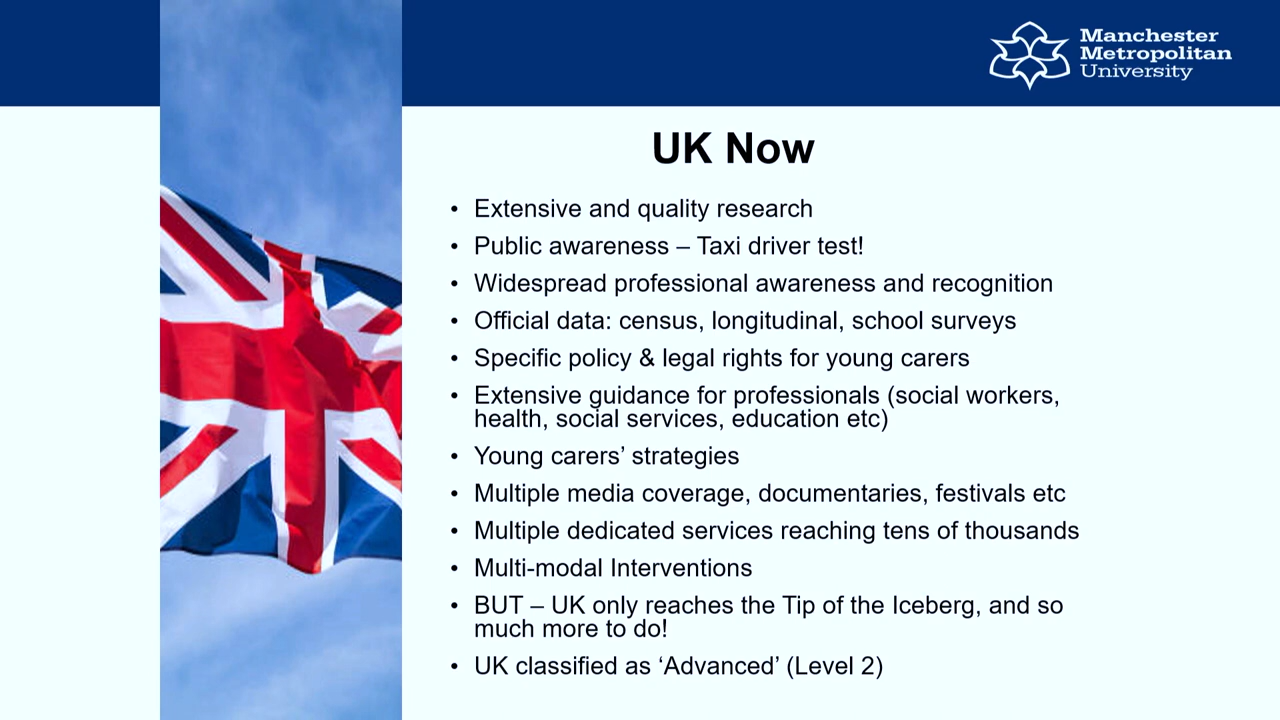 Manchester
Metropolitan
University
UK Now
• Extensive and quality research
• Public awareness – Taxi driver test!
• Widespread professional awareness and recognition
• Official data: census, longitudinal, school surveys
• Specific policy & legal rights for young carers
• Extensive guidance for professionals (social workers,
health, social services, education etc)
• Young carers’ strategies
• Multiple media coverage, documentaries, festivals etc
• Multiple dedicated services reaching tens of thousands
• Multi-modal Interventions
• BUT – UK only reaches the Tip of the Iceberg, and so
much more to do!
• UK classified as ‘Advanced’ (Level 2)